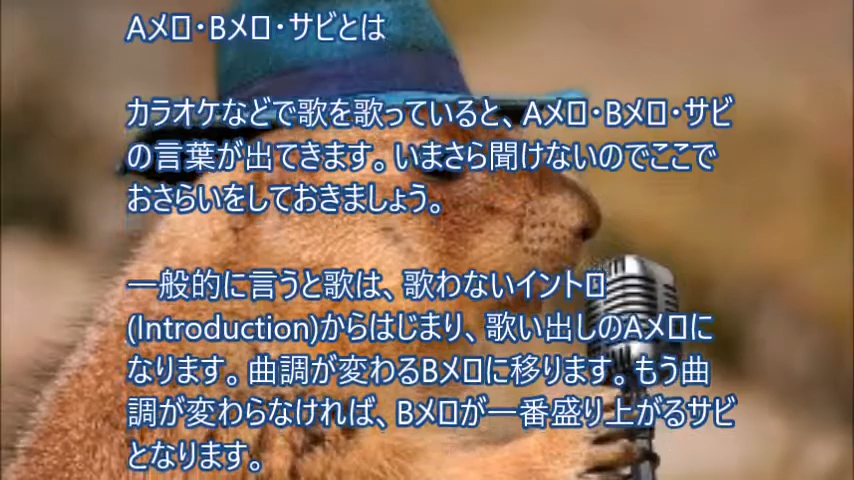 Aメロ・Bメロ・サビとは
カラオケなどで歌を歌っていると、Aメロ・Bメロ・サビ
の言葉が出てきます。いまさら聞けないのでここで
おさらいをしておきましょう。
一般的に言うと歌は、歌わないイントロ
(Introduction)からはじまり、歌い出しのAメロに
なります。曲調が変わるBメロに移ります。もう曲
調が変わらなければ、Bメロが一番盛り上がるサビ
となります。